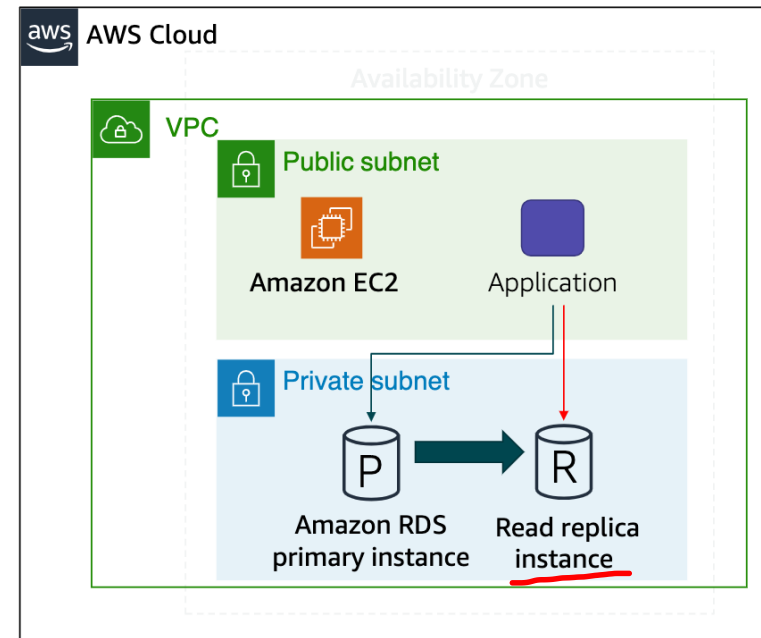 aws
AWS Cloud
Availability Zone
VPC
Public subnet
Amazon EC2
Application
Private subnet
P
R
Amazon RDS
primary instance
Read replica
instance